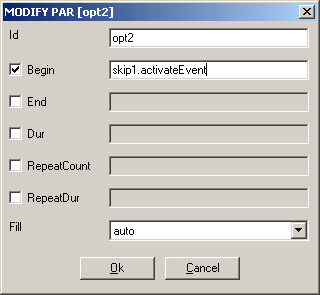 MODIFY PAR [opt2]
Id opt2
Begin skip1.activateEvent
End
Dur
RepeatCount
RepeatDur
Fill auto
Ok Cancel